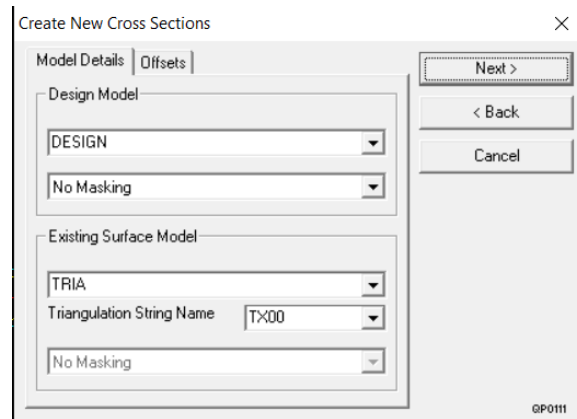 Create New Cross Sections
Model Details
Offsets
Next >
Design Model
< Back
DESIGN
Cancel
No Masking
Existing Surface Model
TRIA
Triangulation String Name
TX00
No Masking
QP0111